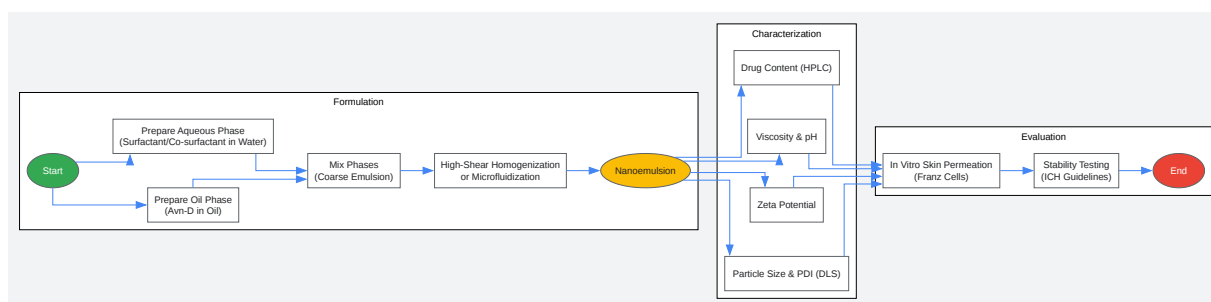 Formulation
Start
Prepare Aqueous Phase
(Surfactant/Co-surfactant in Water)
Prepare Oil Phase
(Avn-D in Oil)
Mix Phases
(Coarse Emulsion)
High-Shear Homogenization
or Microfluidization
Nanoemulsion
Characterization
Drug Content (HPLC)
Viscosity & pH
Zeta Potential
Particle Size & PDI (DLS)
Evaluation
In Vitro Skin Permeation
(Franz Cells)
Stability Testing
(ICH Guidelines)
End